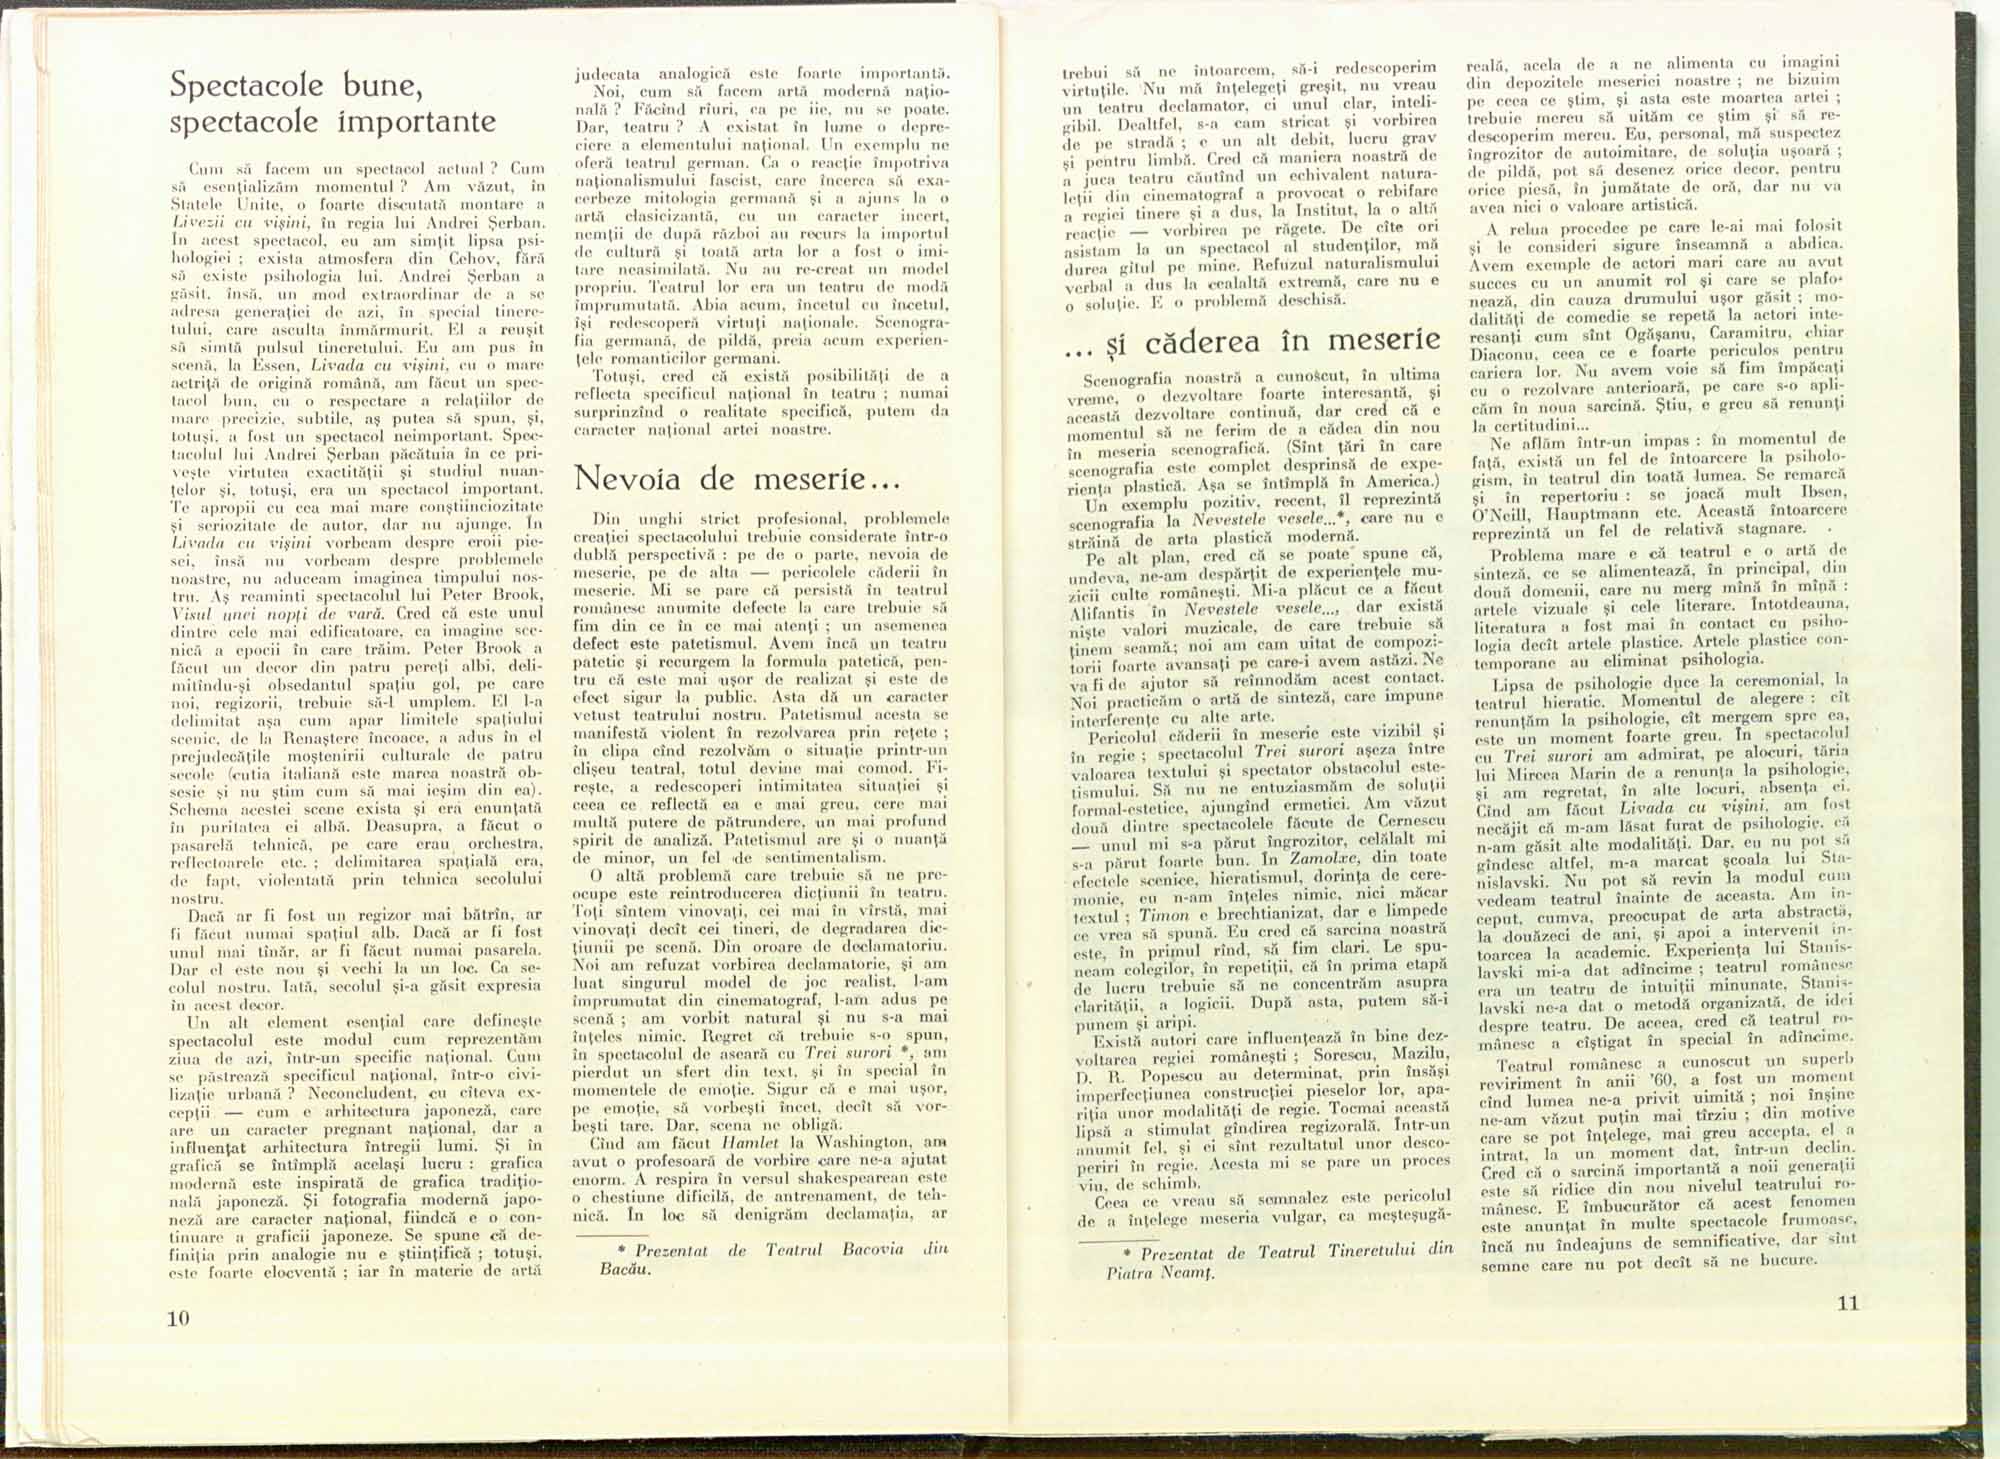 Spectacole bune,
spectacole importante
Cum să facem un spectacol actual ? Cum
să esențializăm momentul ? Am văzut, în
Statele Unite, o foarte discutată montare a
Livezii cu vișini, în regia lui Andrei Șerban.
În acest spectacol, eu am simțit lipsa psi-
hologiei ; exista atmosfera din Cehov, fără
să existe psihologia lui. Andrei Șerban a
găsit, însă, un mod extraordinar de a se
adresa generației de azi, în special tinere-
tului, care asculta înmărmurit. El a reușit
să simtă pulsul tineretului. Eu am pus în
scenă, la Essen, Livada cu vișini, cu o mare
actriță de origină română, am făcut un spec-
tacol bun, cu o respectare a relațiilor de
mare precizie, subtile, aș putea să spun, și,
totuși, a fost un spectacol neimportant. Spec-
tacolul lui Andrei Șerban păcătuia în ce pri-
vește virtutea exactității și studiul nuan-
țelor și, totuși, era un spectacol important.
Te apropii cu cea mai mare conștiinciozitate
și seriozitate de autor, dar nu ajunge. În
Livada cu vișini vorbeam despre eroii pie-
sei, însă nu vorbeam despre problemele
noastre, nu aduceam imaginea timpului nos-
tru. Aș reaminti spectacolul lui Peter Brook,
Visul unei nopți de vară. Cred că este unul
dintre cele mai edificatoare, ca imagine sce-
nică a epocii în care trăim. Peter Brook a
făcut un decor din patru pereți albi, deli-
mitîndu-și obsedantul spațiu gol, pe care
noi, regizorii, trebuie să-l umplem. El l-a
delimitat așa cum apar limitele spațiului
scenic, de la Renaștere încoace, a adus în el
prejudecățile moștenirii culturale de patru
secole (cutia italiană este marea noastră ob-
sesie și nu știm cum să mai ieșim din ea).
Schema acestei scene exista și era enunțată
în puritatea ei albă. Deasupra, a făcut o
pasarelă tehnică, pe care erau orchestra,
reflectoarele etc. ; delimitarea spațială era,
de fapt, violentată prin tehnica secolului
nostru.
Dacă ar fi fost un regizor mai bătrîn, ar
fi făcut numai spațiul alb. Dacă ar fi fost
unul mai tînăr, ar fi făcut numai pasarela.
Dar el este nou și vechi la un loc. Ca se-
colul nostru. Iată, secolul și-a găsit expresia
în acest decor.
Un alt element esențial care definește
spectacolul este modul cum reprezentăm
ziua de azi, într-un specific național. Cum
se păstrează specificul național, într-o civi-
lizație urbană ? Neconcludent, cu cîteva ex-
cepții — cum e arhitectura japoneză, care
are un caracter pregnant național, dar a
influențat arhitectura întregii lumi. Și în
grafică se întîmplă același lucru : grafica
modernă este inspirată de grafica tradițio-
nală japoneză. Și fotografia modernă japo-
neză are caracter național, fiindcă e o con-
tinuare a graficii japoneze. Se spune că de-
finiția prin analogie nu e științifică ; totuși,
este foarte elocventă ; iar în materie de artă
10
judecata analogică este foarte importantă.
Noi, cum să facem artă modernă națio-
nală ? Făcînd rîuri, ca pe iie, nu se poate.
Dar, teatru ? A existat în lume o depre-
ciere a elementului național. Un exemplu ne
oferă teatrul german. Ca o reacție împotriva
naționalismului fascist, care încerca să exa-
cerbeze mitologia germană și a ajuns la o
artă clasicizantă, cu un caracter incert,
nemții de după război au recurs la importul
de cultură și toată arta lor a fost o imi-
tare neasimilată. Nu au re-creat un model
propriu. Teatrul lor era un teatru de modă
împrumutată. Abia acum, încetul cu încetul,
își redescoperă virtuți naționale. Scenogra-
fia germană, de pildă, preia acum experien-
țele romanticilor germani.
Totuși, cred că există posibilități de a
reflecta specificul național în teatru ; numai
surprinzînd o realitate specifică, putem da
caracter național artei noastre.
Nevoia de meserie...
Din unghi strict profesional, problemele
creației spectacolului trebuie considerate într-o
dublă perspectivă : pe de o parte, nevoia de
meserie, pe de alta — pericolele căderii în
meserie. Mi se pare că persistă în teatrul
românesc anumite defecte la care trebuie să
fim din ce în ce mai atenți ; un asemenea
defect este patetismul. Avem încă un teatru
patetic și recurgem la formula patetică, pen-
tru că este mai ușor de realizat și este de
efect sigur la public. Asta dă un caracter
vetust teatrului nostru. Patetismul acesta se
manifestă violent în rezolvarea prin rețete ;
în clipa cînd rezolvăm o situație printr-un
clișeu teatral, totul devine mai comod. Fi-
rește, a redescoperi intimitatea situației și
ceea ce reflectă ea e mai greu, cere mai
multă putere de pătrundere, un mai profund
spirit de analiză. Patetismul are și o nuanță
de minor, un fel de sentimentalism.
O altă problemă care trebuie să ne pre-
ocupe este reintroducerea dicțiunii în teatru.
Toți sîntem vinovați, cei mai în vîrstă, mai
vinovați decît cei tineri, de degradarea dic-
țiunii pe scenă. Din oroare de declamatoriu.
Noi am refuzat vorbirea declamatorie, și am
luat singurul model de joc realist, l-am
împrumutat din cinematograf, l-am adus pe
scenă ; am vorbit natural și nu s-a mai
înțeles nimic. Regret că trebuie s-o spun,
în spectacolul de aseară cu Trei surori *, am
pierdut un sfert din text, și în special în
momentele de emoție. Sigur că e mai ușor,
pe emoție, să vorbești încet, decît să vor-
bești tare. Dar, scena ne obligă.
Cînd am făcut Hamlet la Washington, am
avut o profesoară de vorbire care ne-a ajutat
enorm. A respira în versul shakespearean este
o chestiune dificilă, de antrenament, de teh-
nică. În loc să denigrăm declamația, ar
* Prezentat de Teatrul Bacovia din
Bacău.
trebui să ne întoarcem, să-i redescoperim
virtuțile. Nu mă înțelegeți greșit, nu vreau
un teatru declamator, ci unul clar, inteli-
gibil. Dealtfel, s-a cam stricat și vorbirea
de pe stradă ; e un alt debit, lucru grav
și pentru limbă. Cred că maniera noastră de
a juca teatru căutînd un echivalent natura-
leții din cinematograf a provocat o rebifare
a regiei tinere și a dus, la Institut, la o altă
reacție — vorbirea pe răgete. De cîte ori
asistam la un spectacol al studenților, mă
durea gîtul pe mine. Refuzul naturalismului
verbal a dus la cealaltă extremă, care nu e
o soluție. E o problemă deschisă.
... și căderea în meserie
Scenografia noastră a cunoscut, în ultima
vreme, o dezvoltare foarte interesantă, și
această dezvoltare continuă, dar cred că e
momentul să ne ferim de a cădea din nou
în meseria scenografică. (Sînt țări în care
scenografia este complet desprinsă de expe-
riența plastică. Așa se întîmplă în America.)
Un exemplu pozitiv, recent, îl reprezintă
scenografia la Nevestele vesele...*, care nu e
străină de arta plastică modernă.
Pe alt plan, cred că se poate spune că,
undeva, ne-am despărțit de experiențele mu-
zicii culte românești. Mi-a plăcut ce a făcut
Alifantis în Nevestele vesele..., dar există
niște valori muzicale, de care trebuie să
ținem seamă; noi am cam uitat de compozi-
torii foarte avansați pe care-i avem astăzi. Ne
va fi de ajutor să reînnodăm acest contact.
Noi practicăm o artă de sinteză, care impune
interferențe cu alte arte.
Pericolul căderii în meserie este vizibil și
în regie ; spectacolul Trei surori așeza între
valoarea textului și spectator obstacolul este-
tismului. Să nu ne entuziasmăm de soluții
formal-estetice, ajungînd ermetici. Am văzut
două dintre spectacolele făcute de Cernescu
— unul mi s-a părut îngrozitor, celălalt mi
s-a părut foarte bun. În Zamolxe, din toate
efectele scenice, hieratismul, dorința de cere-
monie, eu n-am înțeles nimic, nici măcar
textul ; Timon e brechtianizat, dar e limpede
ce vrea să spună. Eu cred că sarcina noastră
este, în primul rînd, să fim clari. Le spu-
neam colegilor, în repetiții, că în prima etapă
de lucru trebuie să ne concentrăm asupra
clarității, a logicii. După asta, putem să-i
punem și aripi.
Există autori care influențează în bine dez-
voltarea regiei românești ; Sorescu, Mazilu,
D. R. Popescu au determinat, prin însăși
imperfecțiunea construcției pieselor lor, apa-
riția unor modalități de regie. Tocmai această
lipsă a stimulat gîndirea regizorală. Într-un
anumit fel, și ei sînt rezultatul unor desco-
periri în regie. Acesta mi se pare un proces
viu, de schimb.
Ceea ce vreau să semnalez este pericolul
de a înțelege meseria vulgar, ca meșteșugă-
* Prezentat de Teatrul Tineretului din
Piatra Neamț.
reală, acela de a ne alimenta cu imagini
din depozitele meseriei noastre ; ne bizuim
pe ceea ce știm, și asta este moartea artei ;
trebuie mereu să uităm ce știm și să re-
descoperim mereu. Eu, personal, mă suspectez
îngrozitor de autoimitare, de soluția ușoară ;
de pildă, pot să desenez orice decor, pentru
orice piesă, în jumătate de oră, dar nu va
avea nici o valoare artistică.
A relua procedee pe care le-ai mai folosit
și le consideri sigure înseamnă a abdica.
Avem exemple de actori mari care au avut
succes cu un anumit rol și care se plafo-
nează, din cauza drumului ușor găsit ; mo-
dalități de comedie se repetă la actori inte-
resanți cum sînt Ogășanu, Caramitru, chiar
Diaconu, ceea ce e foarte periculos pentru
cariera lor. Nu avem voie să fim împăcați
cu o rezolvare anterioară, pe care s-o apli-
căm în noua sarcină. Știu, e greu să renunți
la certitudini...
Ne aflăm într-un impas : în momentul de
față, există un fel de întoarcere la psiholo-
gism, în teatrul din toată lumea. Se remarcă
și în repertoriu : se joacă mult Ibsen,
O'Neill, Hauptmann etc. Această întoarcere
reprezintă un fel de relativă stagnare.
Problema mare e că teatrul e o artă de
sinteză, ce se alimentează, în principal, din
două domenii, care nu merg mînă în mînă :
artele vizuale și cele literare. Întotdeauna,
literatura a fost mai în contact cu psiho-
logia decît artele plastice. Artele plastice con-
temporane au eliminat psihologia.
Lipsa de psihologie duce la ceremonial, la
teatrul hieratic. Momentul de alegere : cît
renunțăm la psihologie, cît mergem spre ea,
este un moment foarte greu. În spectacolul
cu Trei surori am admirat, pe alocuri, tăria
lui Mircea Marin de a renunța la psihologie,
și am regretat, în alte locuri, absența ei.
Cînd am făcut Livada cu vișini, am fost
necăjit că m-am lăsat furat de psihologie, că
n-am găsit alte modalități. Dar, eu nu pot să
gîndesc altfel, m-a marcat școala lui Sta-
nislavski. Nu pot să revin la modul cum
vedeam teatrul înainte de aceasta. Am în-
ceput, cumva, preocupat de arta abstractă,
la douăzeci de ani, și apoi a intervenit în-
toarcea la academic. Experiența lui Stanis-
lavski mi-a dat adîncime ; teatrul românesc
era un teatru de intuiții minunate, Stanis-
lavski ne-a dat o metodă organizată, de idei
despre teatru. De aceea, cred că teatrul ro-
mânesc a cîștigat în special în adîncime.
Teatrul românesc a cunoscut un superb
reviriment în anii '60, a fost un moment
cînd lumea ne-a privit uimită ; noi înșine
ne-am văzut puțin mai tîrziu ; din motive
care se pot înțelege, mai greu accepta, el a
intrat, la un moment dat, într-un declin.
Cred că o sarcină importantă a noii generații
este să ridice din nou nivelul teatrului ro-
mânesc. E îmbucurător că acest fenomen
este anunțat în multe spectacole frumoase,
încă nu îndeajuns de semnificative, dar sînt
semne care nu pot decît să ne bucure.
11